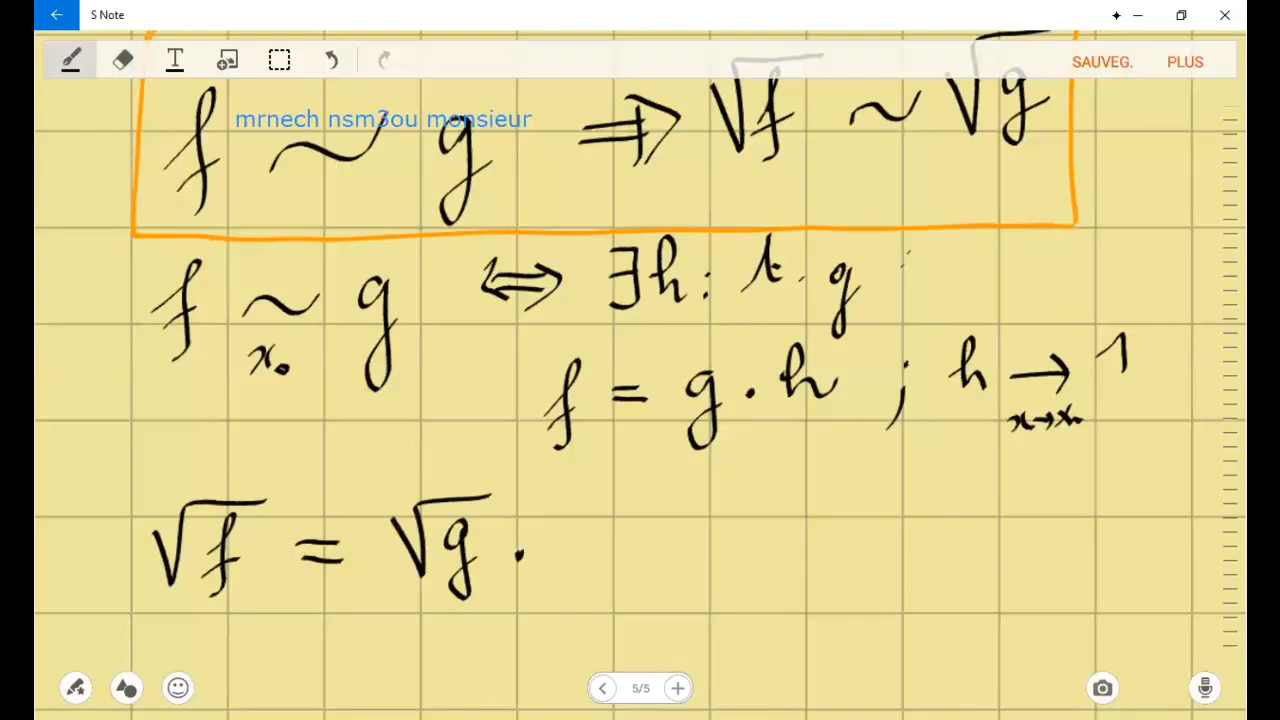 S Note
SAUVEG. PLUS
mrnech nsm3ou monsieur
f ~ g ⇒ √f ~ √g
f ~ g ⇔ ∃h : t. q
x₀
f = g . h ; h → 1
x→x₀
√f = √g .
5/5